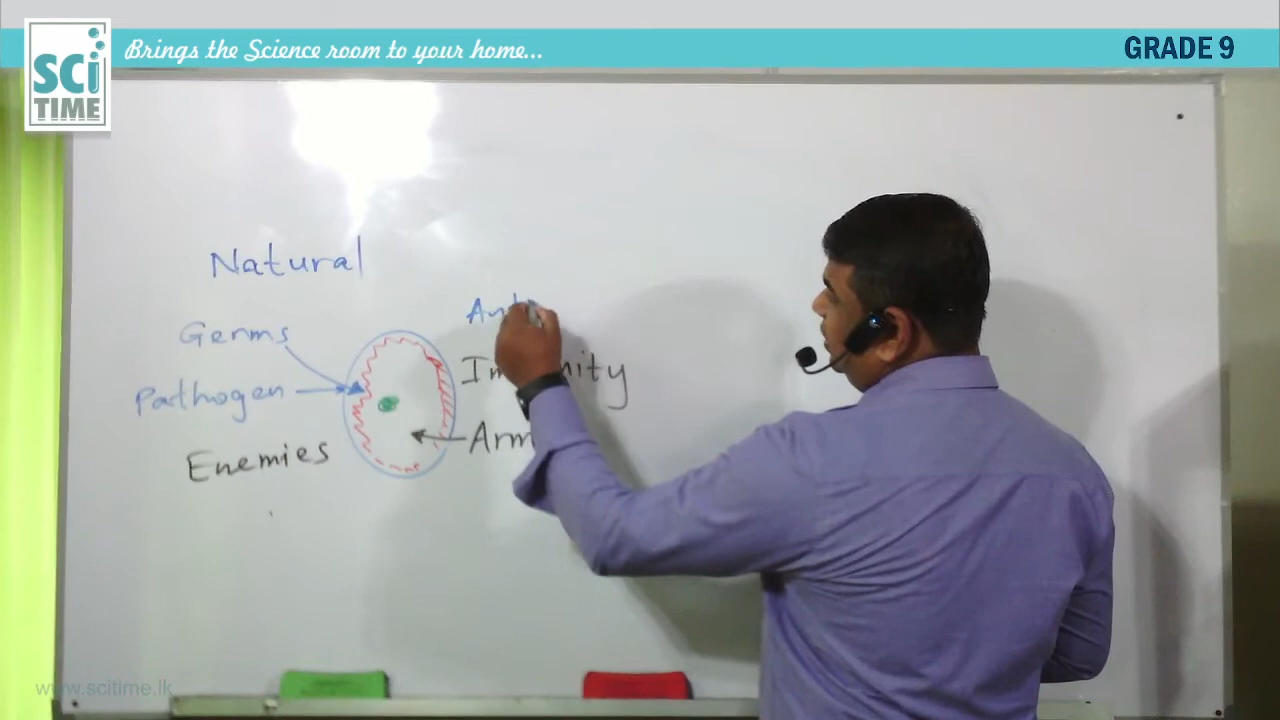 SCi
TIME
Brings the Science room to your home...
GRADE 9
Natural
Germs
Pathogen
Enemies
www.scitime.lk